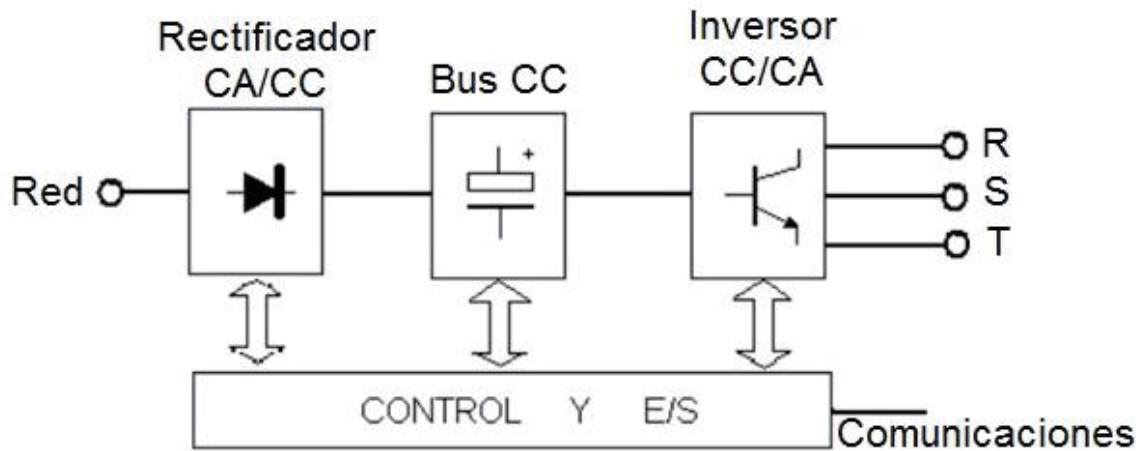 Rectificador
CA/CC
Bus CC
Inversor
CC/CA
Red
+
R
S
T
CONTROL Y E/S
Comunicaciones